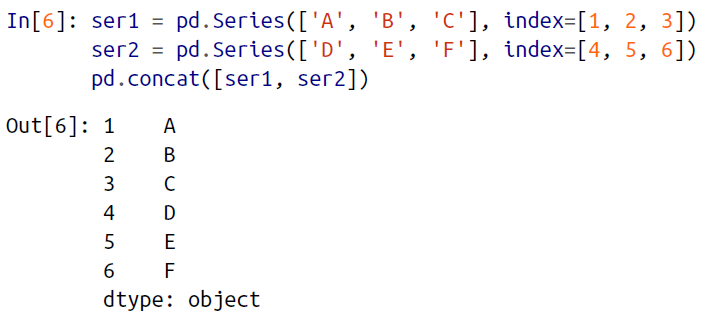 In[6]: ser1 = pd.Series(['A', 'B', 'C'], index=[1, 2, 3])
       ser2 = pd.Series(['D', 'E', 'F'], index=[4, 5, 6])
       pd.concat([ser1, ser2])
Out[6]: 1    A
        2    B
        3    C
        4    D
        5    E
        6    F
        dtype: object